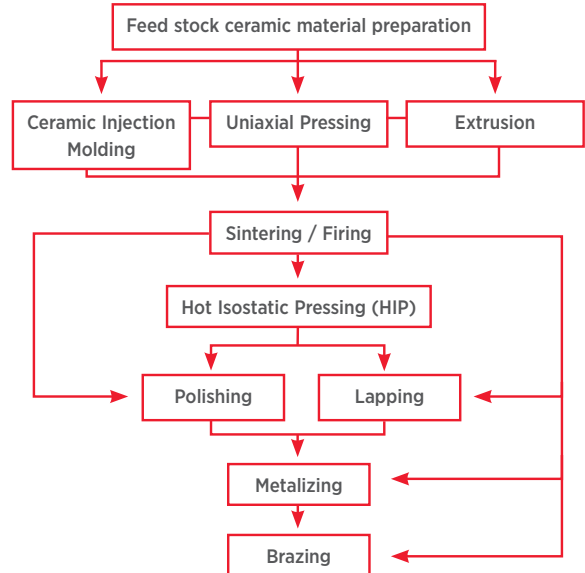 Feed stock ceramic material preparation
Ceramic Injection
Molding
Uniaxial Pressing
Extrusion
Sintering / Firing
Hot Isostatic Pressing (HIP)
Polishing
Lapping
Metalizing
Brazing